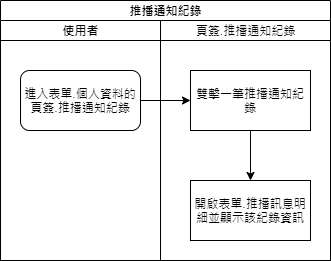 推播通知紀錄
使用者
頁簽.推播通知紀錄
進入表單.個人資料的
頁簽.推播通知紀錄
雙擊一筆推播通知紀
錄
開啟表單.推播訊息明
細並顯示該紀錄資訊